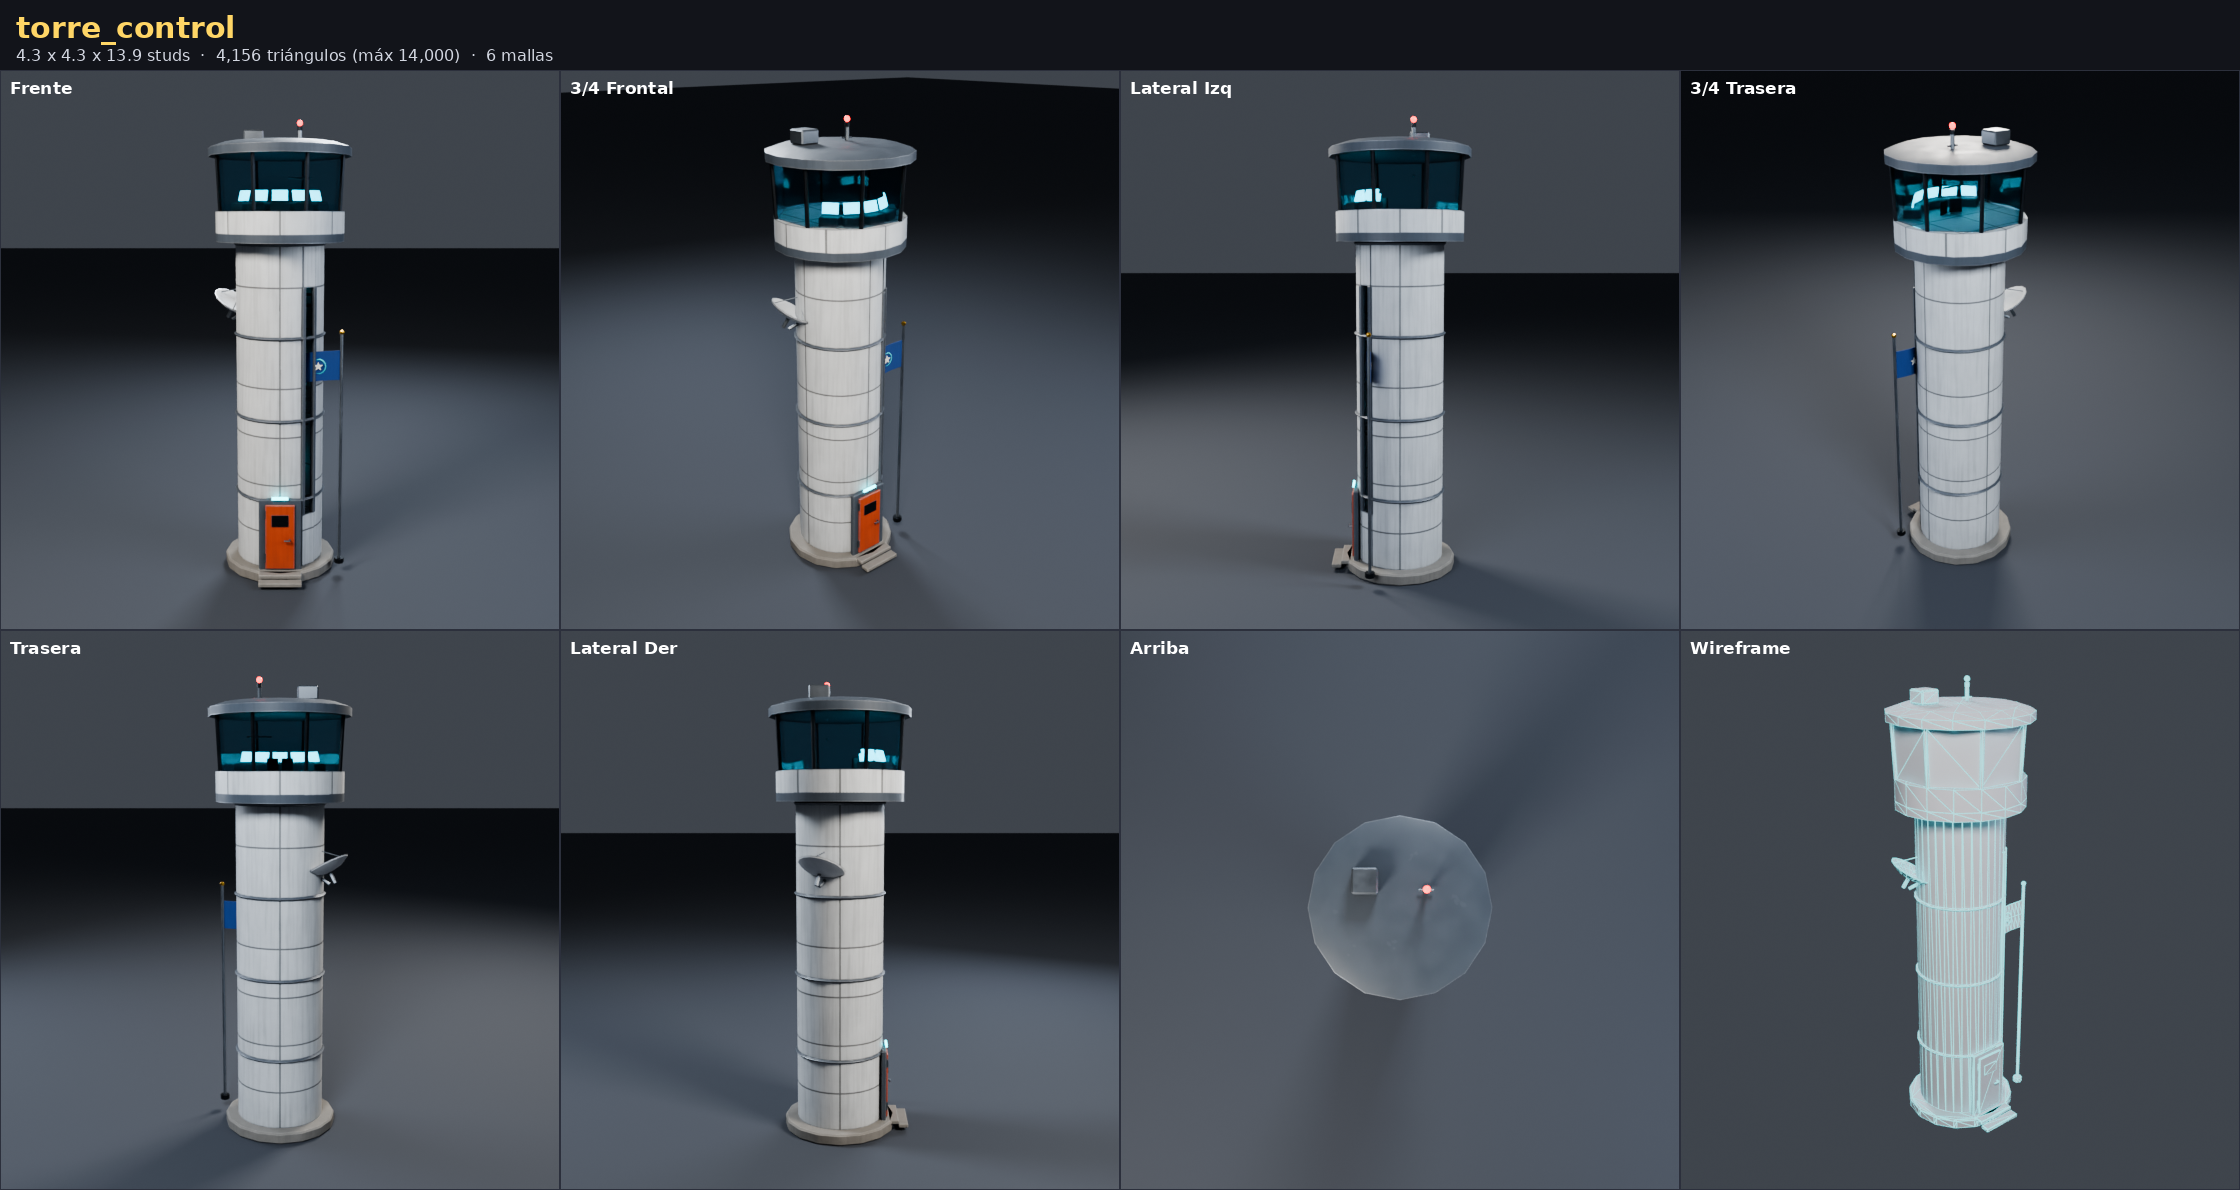 torre_control
4.3 x 4.3 x 13.9 studs · 4,156 triángulos (máx 14,000) · 6 mallas
Frente
3/4 Frontal
Lateral Izq
3/4 Trasera
Trasera
Lateral Der
Arriba
Wireframe